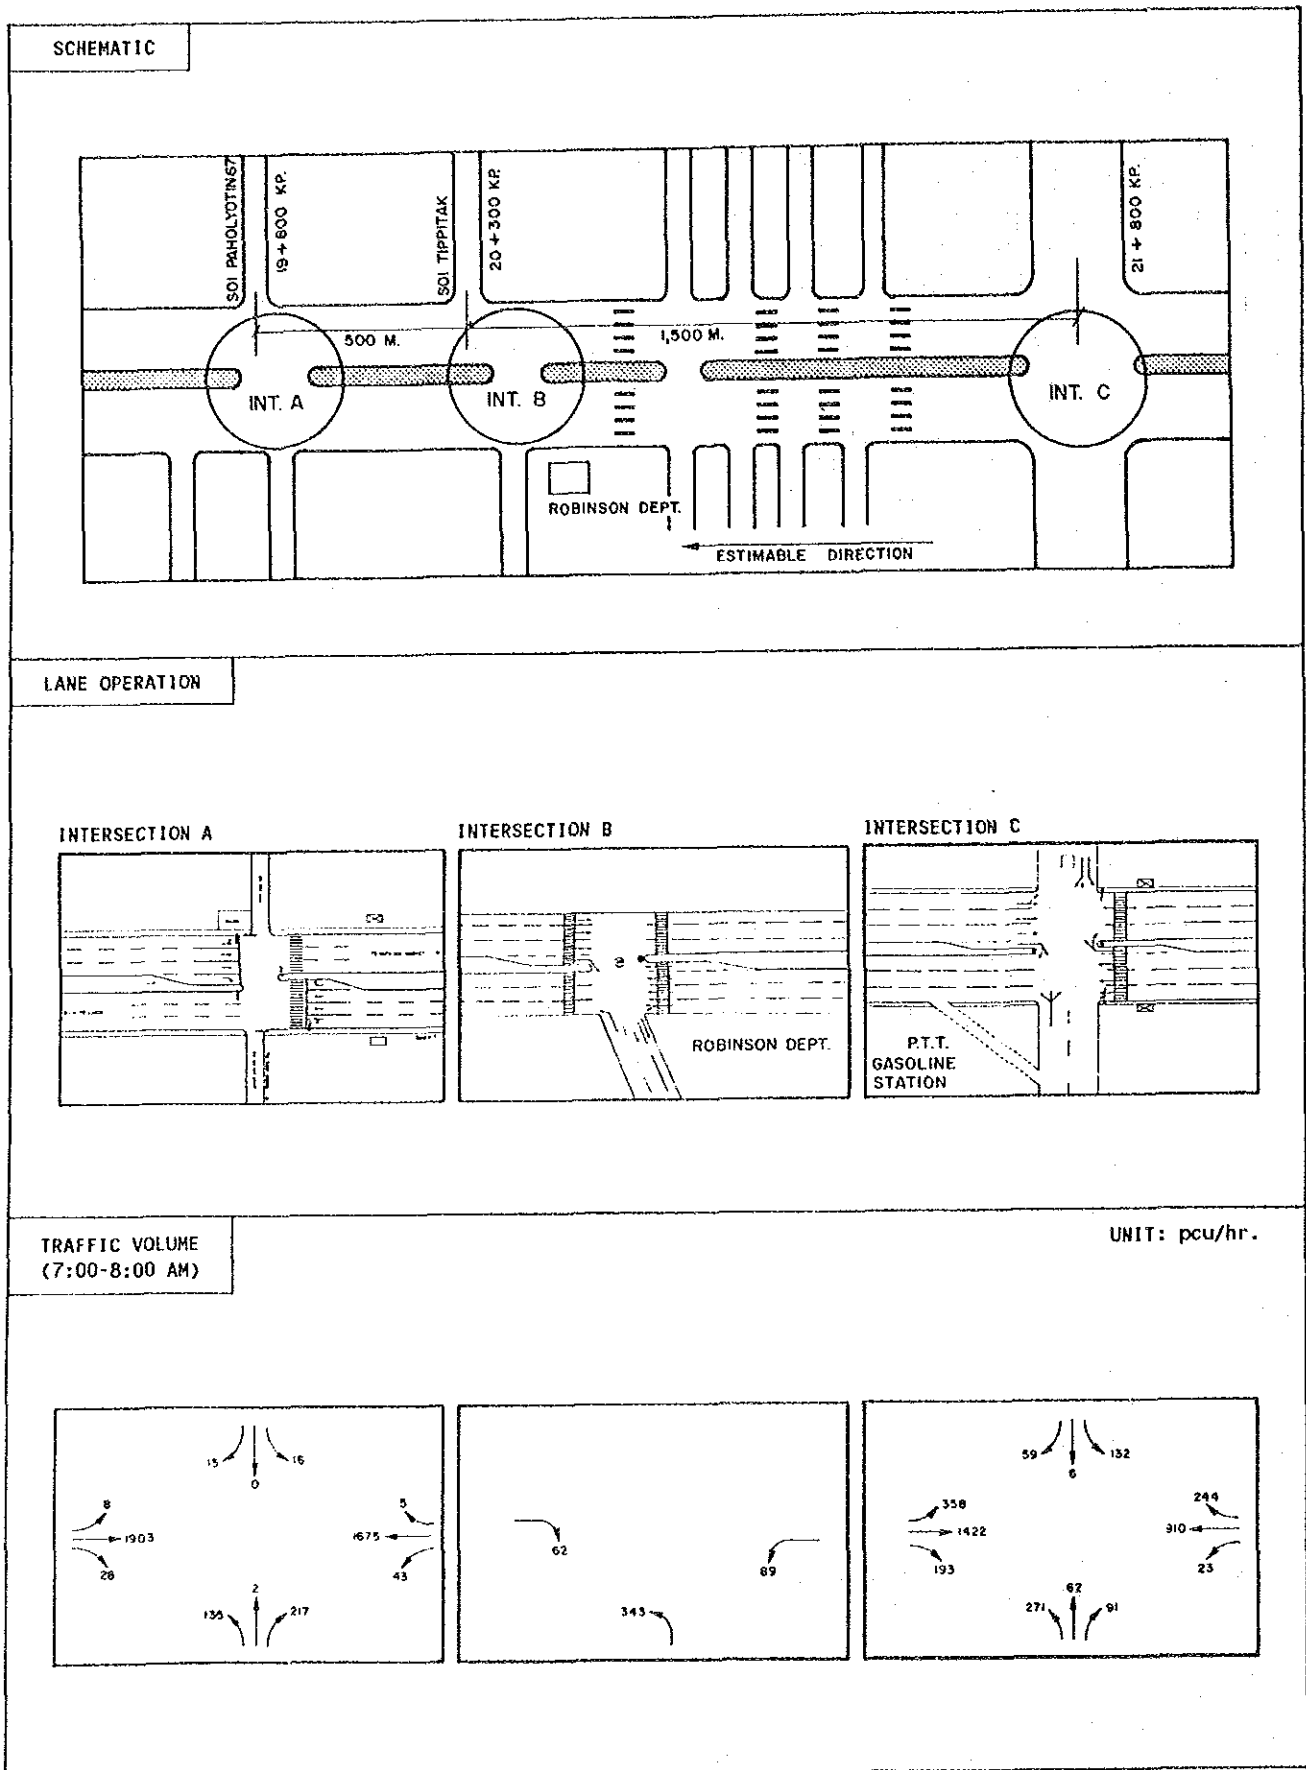 SCHEMATIC
SOI PAHOLYOTIN67
19+800 KP.
SOI TIPPITAK
20+300 KP.
21+800 KP.
500 M.
1,500 M.
INT. A
INT. B
INT. C
ROBINSON DEPT.
ESTIMABLE DIRECTION
LANE OPERATION
INTERSECTION A
INTERSECTION B
INTERSECTION C
ROBINSON DEPT.
P.T.T.
GASOLINE
STATION
TRAFFIC VOLUME
(7:00-8:00 AM)
UNIT: pcu/hr.
15
16
0
8
1903
28
5
1675
43
2
217
62
89
343
59
132
6
358
1422
193
244
910
23
62
271
91